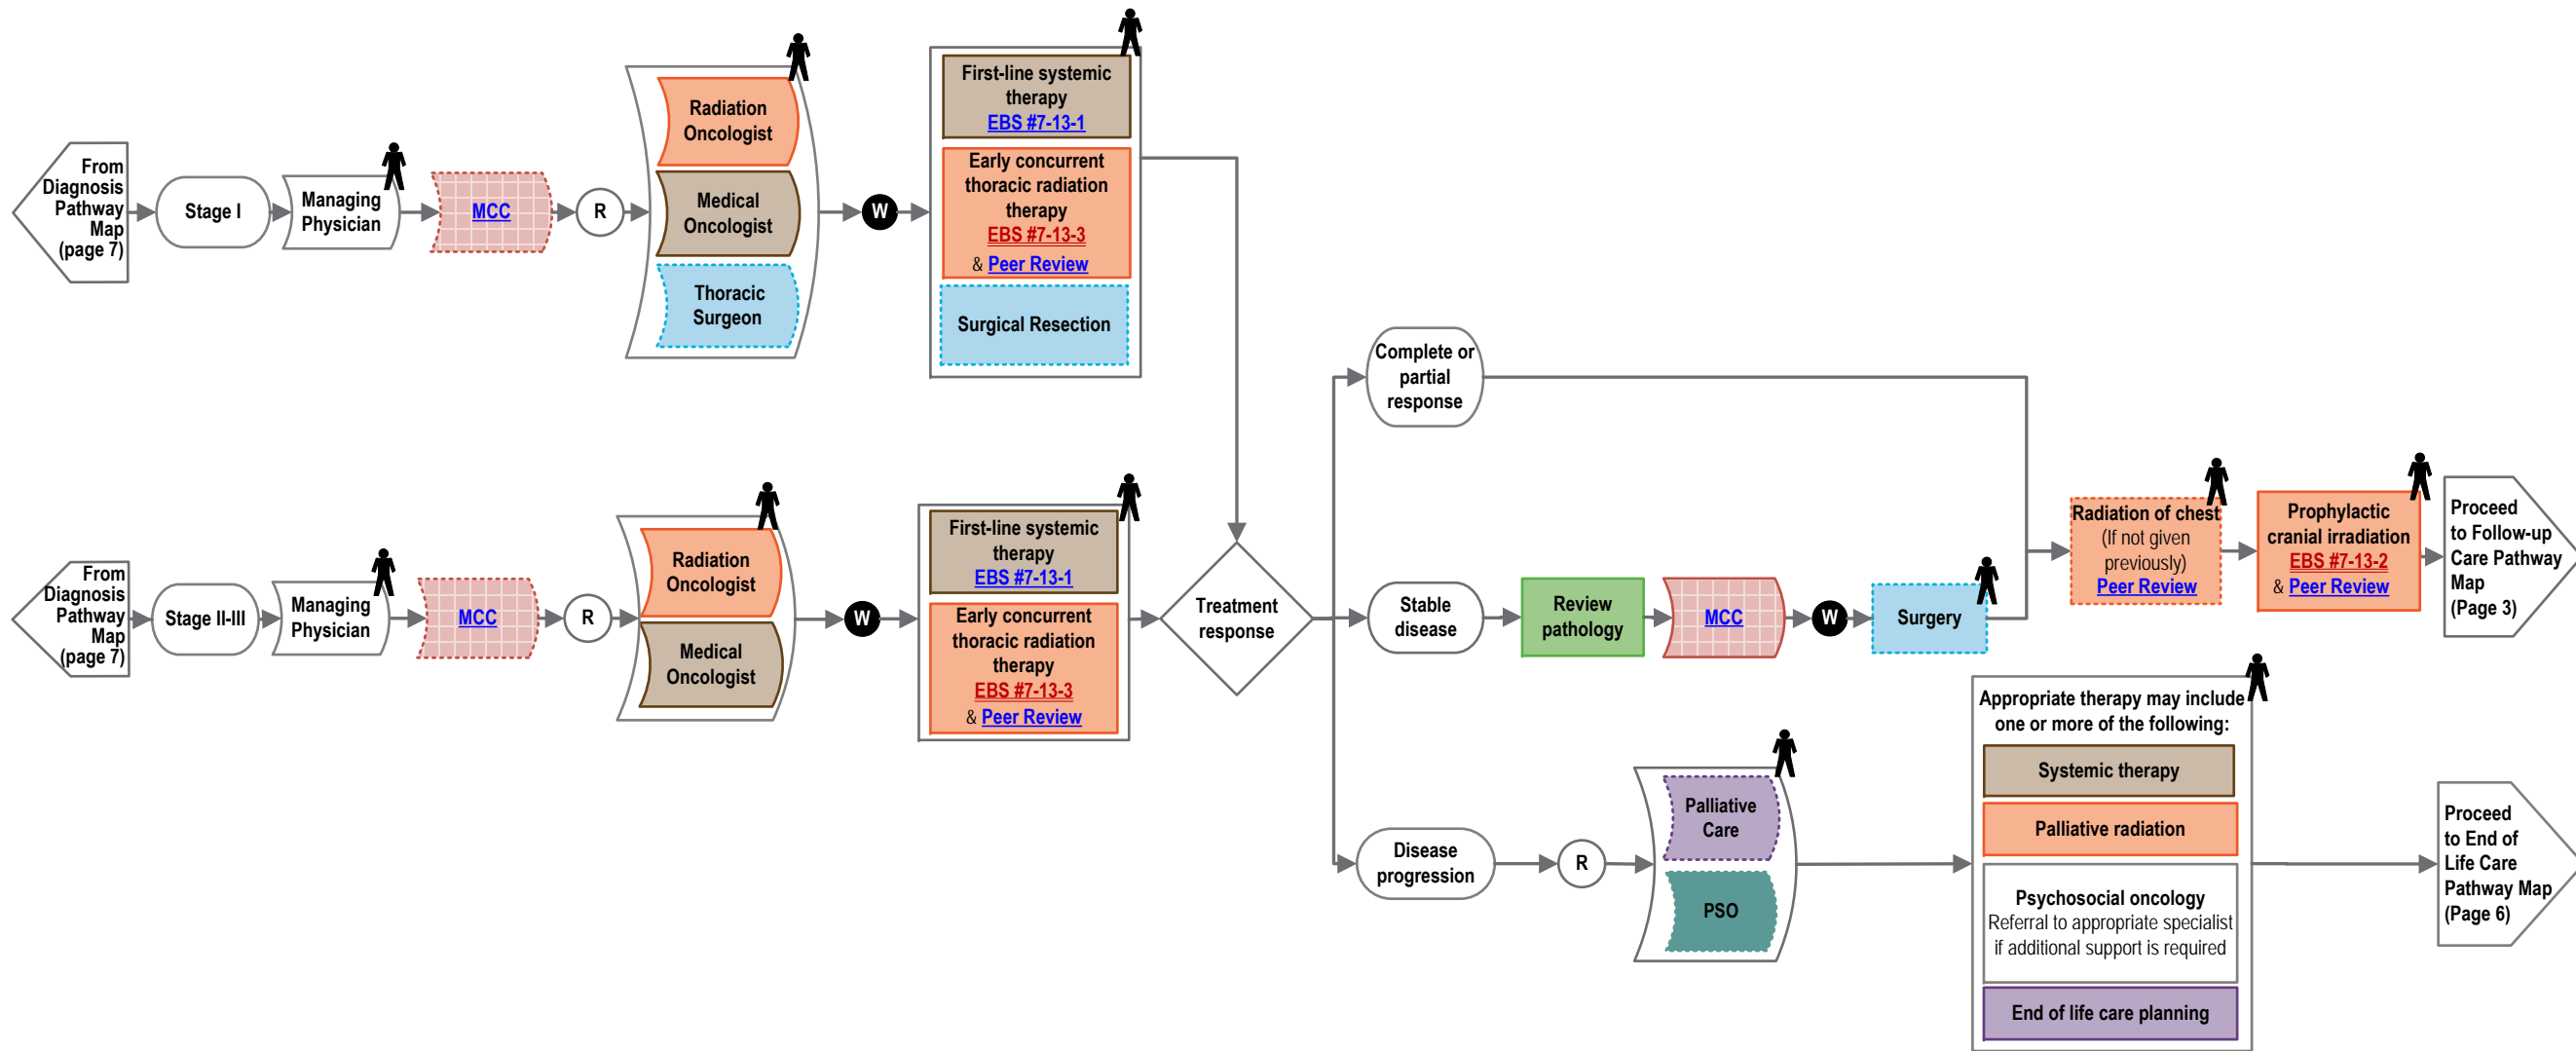 From
Diagnosis
Pathway
Map
(page 7)
Stage I
Managing
Physician
MCC
R
Radiation
Oncologist
Medical
Oncologist
Thoracic
Surgeon
W
First-line systemic
therapy
EBS #7-13-1
Early concurrent
thoracic radiation
therapy
EBS #7-13-3
& Peer Review
Surgical Resection
From
Diagnosis
Pathway
Map
(page 7)
Stage II-III
Managing
Physician
MCC
R
Radiation
Oncologist
Medical
Oncologist
W
First-line systemic
therapy
EBS #7-13-1
Early concurrent
thoracic radiation
therapy
EBS #7-13-3
& Peer Review
Treatment
response
Complete or
partial
response
Stable
disease
Review
pathology
MCC
W
Surgery
Radiation of chest
(If not given
previously)
Peer Review
Prophylactic
cranial irradiation
EBS #7-13-2
& Peer Review
Proceed
to Follow-up
Care Pathway
Map
(Page 3)
Disease
progression
R
Palliative
Care
PSO
Appropriate therapy may include
one or more of the following:
Systemic therapy
Palliative radiation
Psychosocial oncology
Referral to appropriate specialist
if additional support is required
End of life care planning
Proceed
to End of
Life Care
Pathway Map
(Page 6)